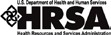 U.S. Department of Health and Human Services
HRSA
Health Resources and Services Administration